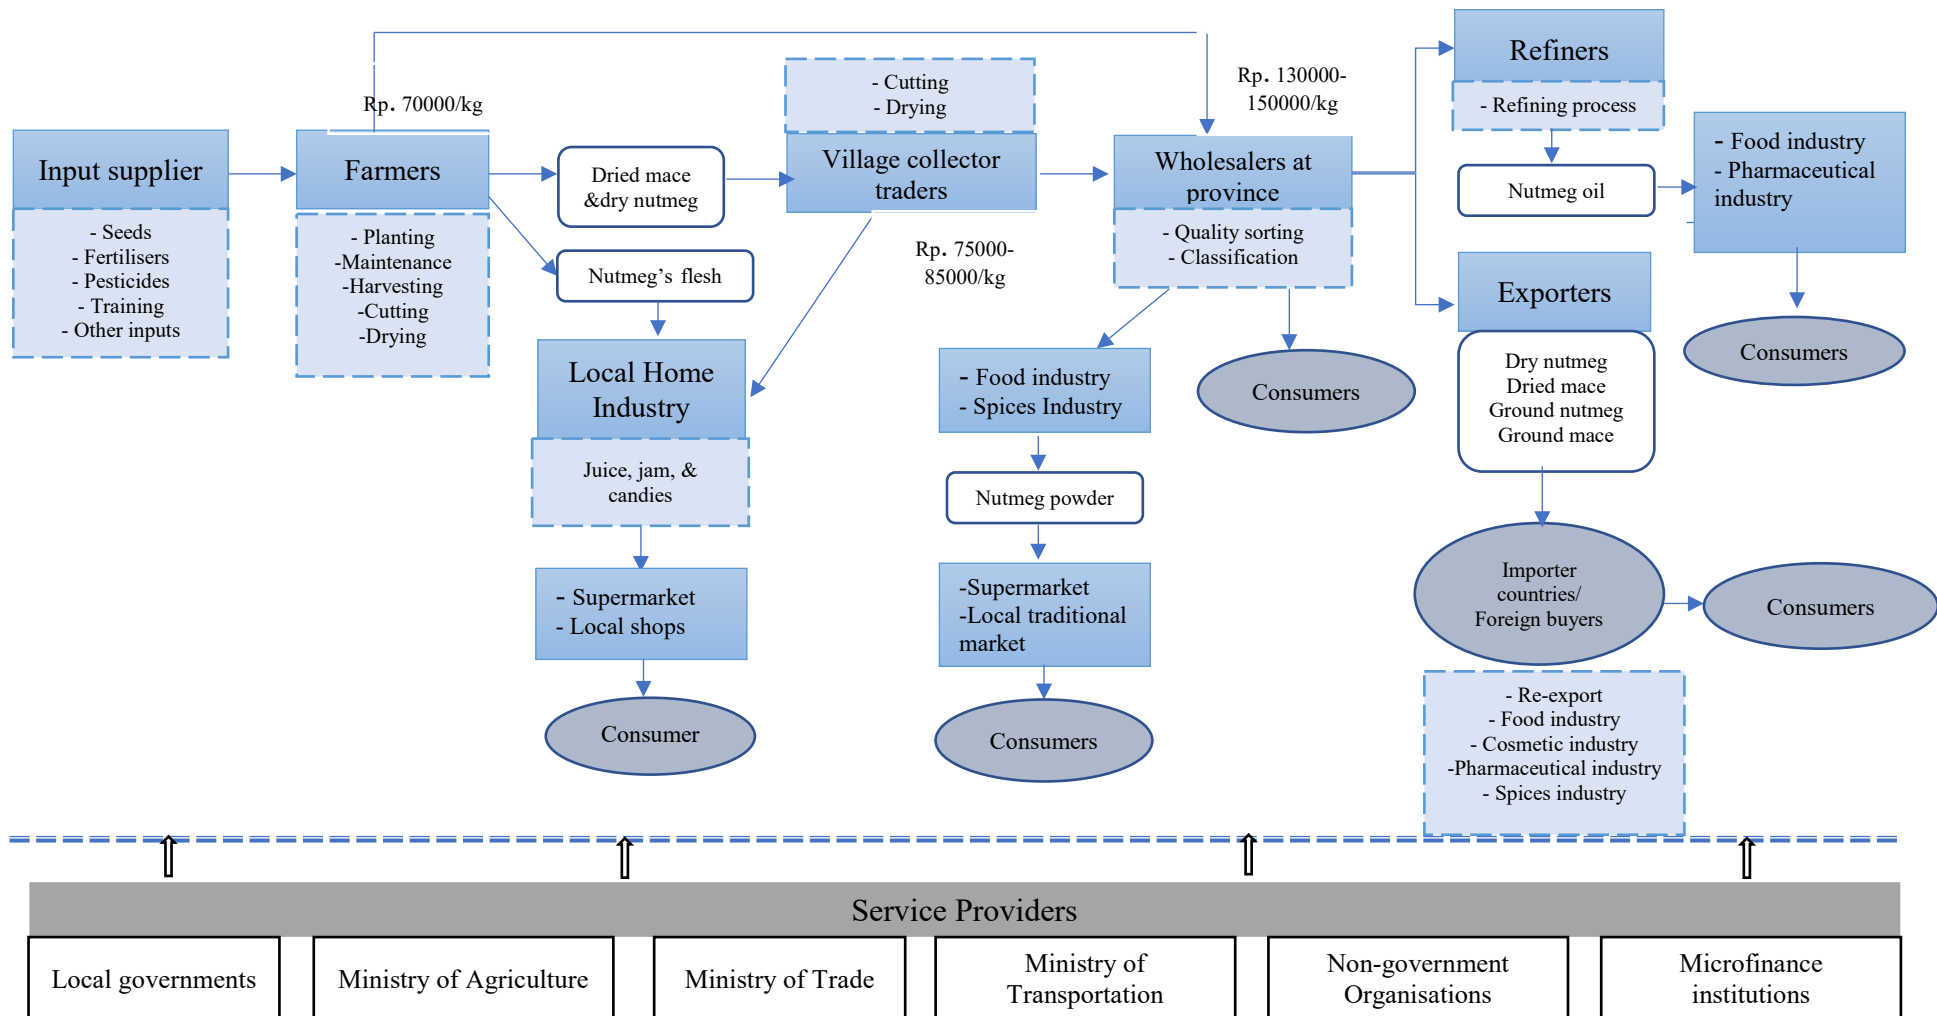 Refiners
- Refining process
- Cutting
- Drying
Rp. 130000-
150000/kg
Rp. 70000/kg
Input supplier
- Seeds
- Fertilisers
- Pesticides
- Training
- Other inputs
Farmers
- Planting
-Maintenance
-Harvesting
-Cutting
-Drying
Dried mace
&dry nutmeg
Nutmeg's flesh
Village collector
traders
Rp. 75000-
85000/kg
Wholesalers at
province
- Quality sorting
- Classification
Nutmeg oil
- Food industry
- Pharmaceutical
industry
Consumers
Exporters
Dry nutmeg
Dried mace
Ground nutmeg
Ground mace
Local Home
Industry
Juice, jam, &
candies
- Supermarket
- Local shops
Consumer
- Food industry
- Spices Industry
Nutmeg powder
-Supermarket
-Local traditional
market
Consumers
Consumers
Importer
countries/
Foreign buyers
Consumers
- Re-export
- Food industry
- Cosmetic industry
-Pharmaceutical industry
- Spices industry
Service Providers
Local governments
Ministry of Agriculture
Ministry of Trade
Ministry of
Transportation
Non-government
Organisations
Microfinance
institutions